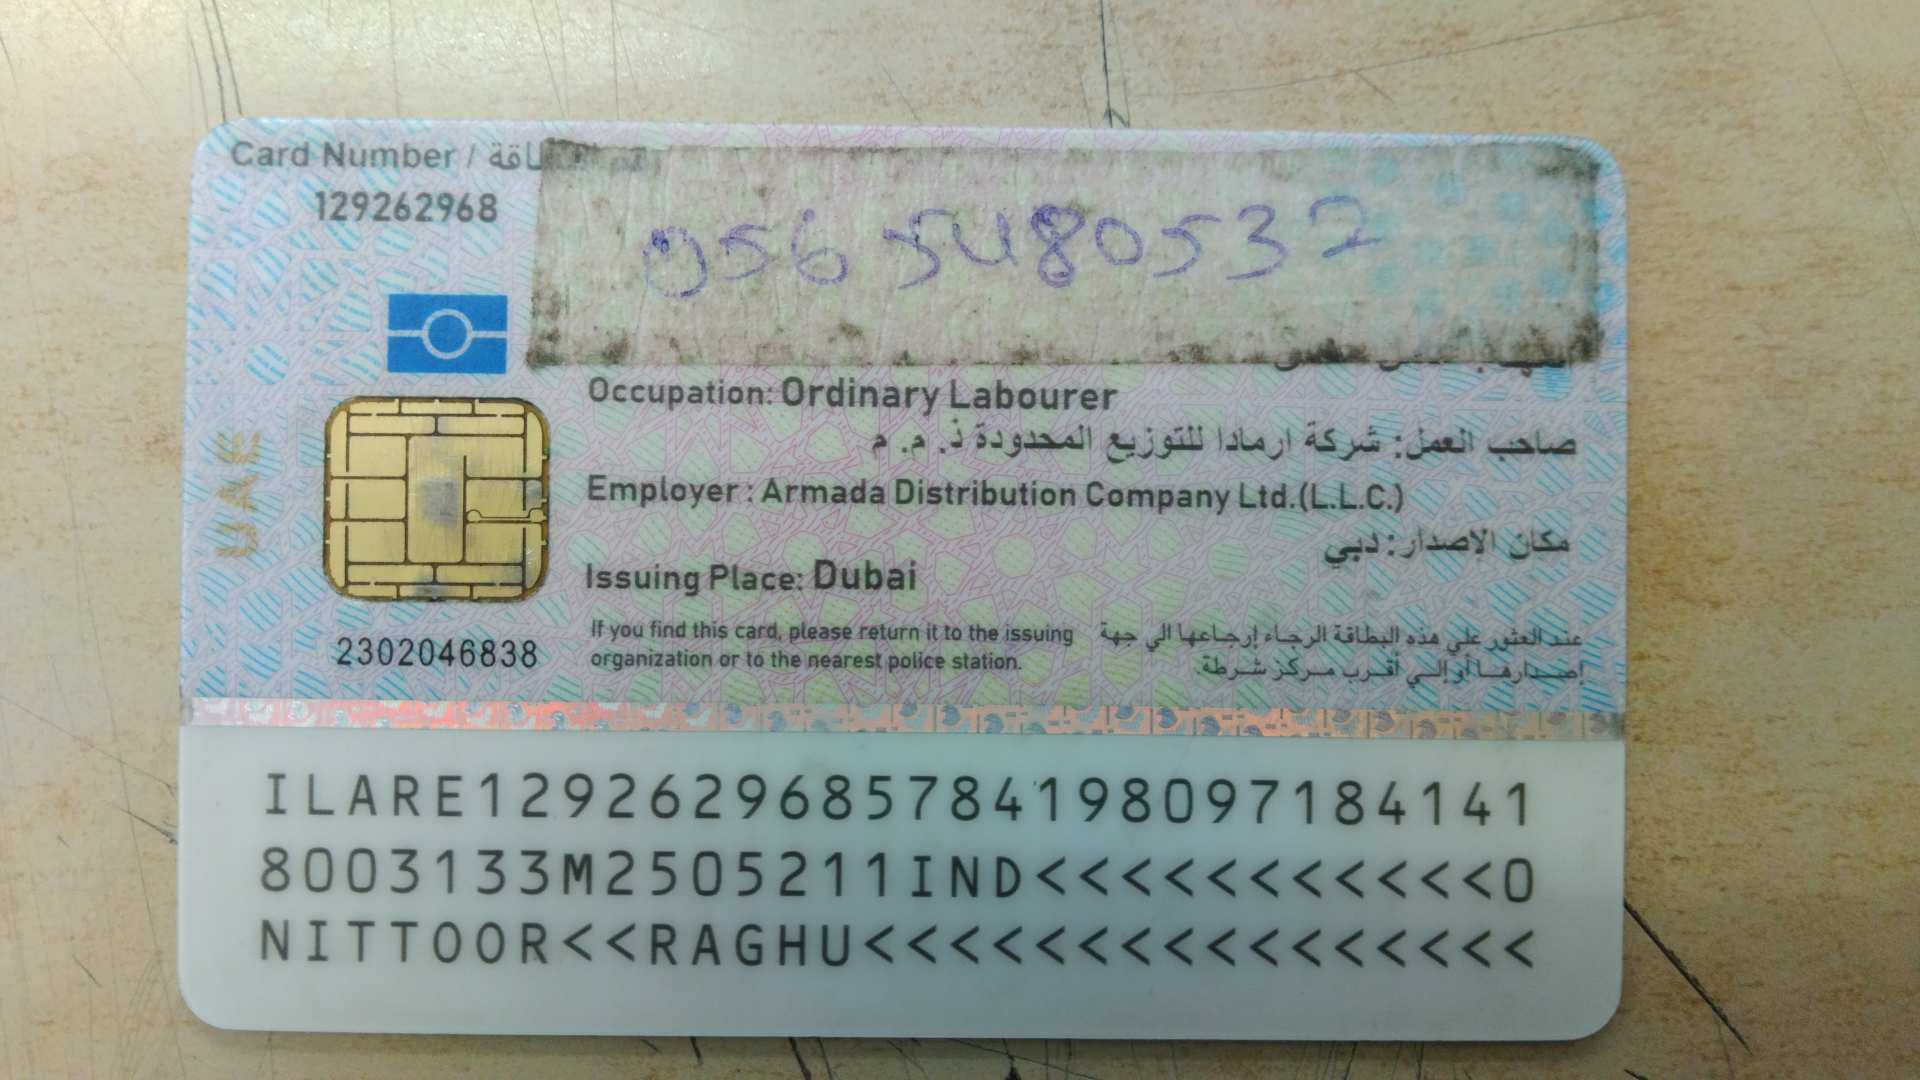 Card Number /
129262968
0565480537
Occupation: Ordinary Labourer
صاحب العمل: شركة ارمادا للتوزيع المحدودة ذ. م. م
Employer : Armada Distribution Company Ltd.(L.L.C.)
مكان الإصدار: دبي
Issuing Place: Dubai
UAE
2302046838
If you find this card, please return it to the issuing
organization or to the nearest police station.
عند العثور علي هذه البطاقة الرجاء إرجاعها الي جهة
إصدارها أو إلي أقرب مركز شرطة.
ILARE1292629685784198097184141
8003133M2505211IND<<<<<<<<<<<0
NITTOOR<<RAGHU<<<<<<<<<<<<<<<<